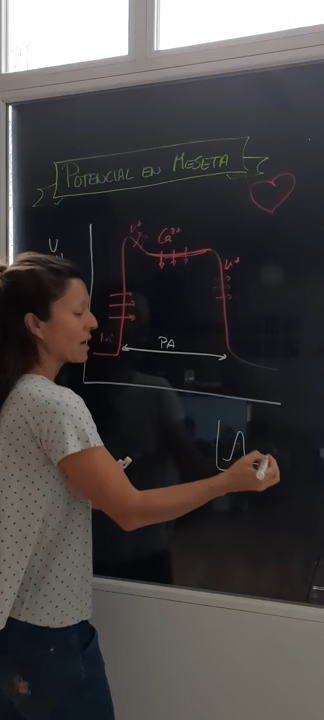 POTENCIAL EN MESETA
K+
Ca2+
V
K+
Na+
PA